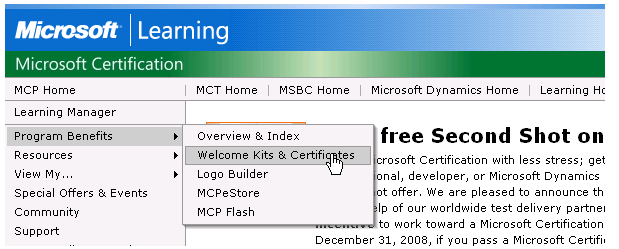 Microsoft® | Learning
Microsoft Certification
MCP Home | MCT Home | MSBC Home | Microsoft Dynamics Home | Learning Ho
Learning Manager
Program Benefits
Resources
View My...
Special Offers & Events
Community
Support
Overview & Index
Welcome Kits & Certificates
Logo Builder
MCPeStore
MCP Flash
free Second Shot on
crosoft Certification with less stress; get
onal, developer, or Microsoft Dynamics
not offer. We are pleased to announce th
elp of our worldwide test delivery partner
incentive to work toward a Microsoft Certification
December 31, 2008, if you pass a Microsoft Certifi